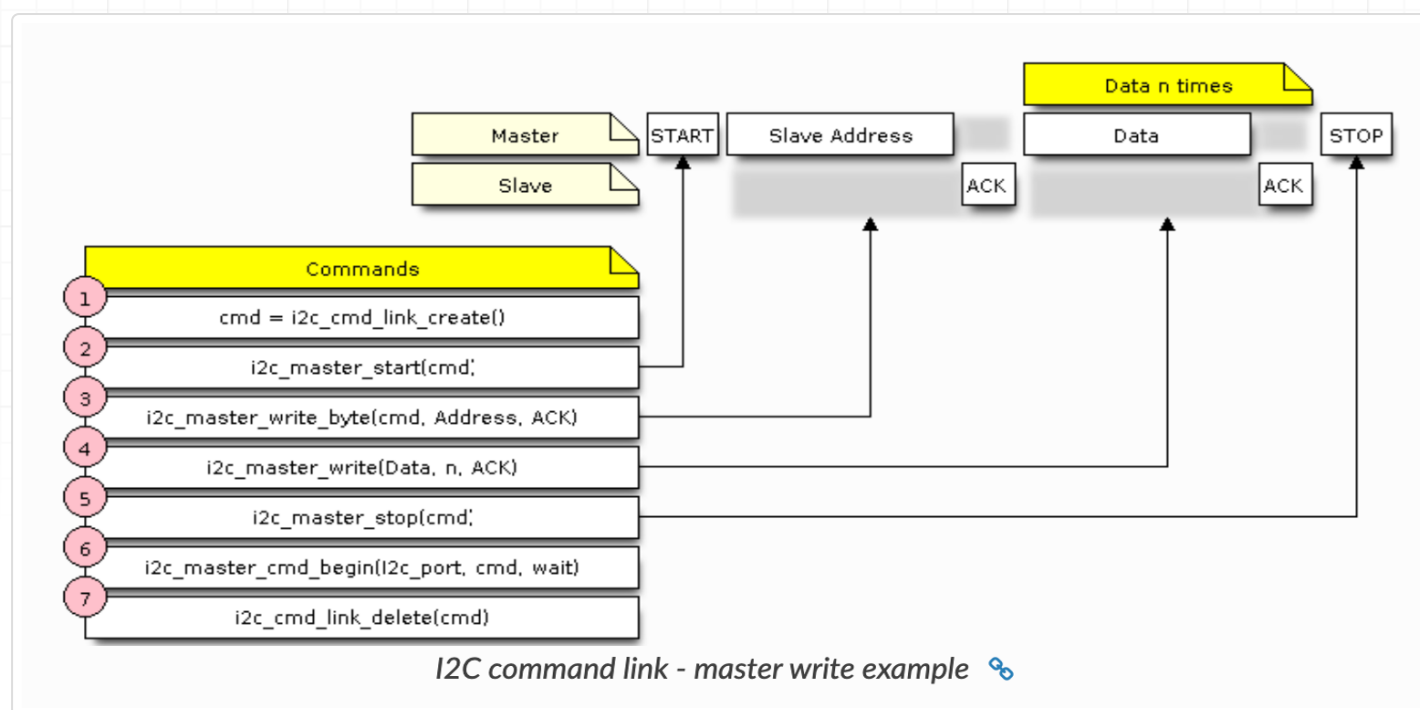 Data n times
Master START Slave Address Data STOP
Slave ACK ACK
Commands
1
cmd = i2c_cmd_link_create()
2
i2c_master_start(cmd;
3
i2c_master_write_byte(cmd, Address, ACK)
4
i2c_master_write(Data, n, ACK)
5
i2c_master_stop(cmd;
6
i2c_master_cmd_begin(I2c_port, cmd, wait)
7
i2c_cmd_link_delete(cmd)
I2C command link - master write example